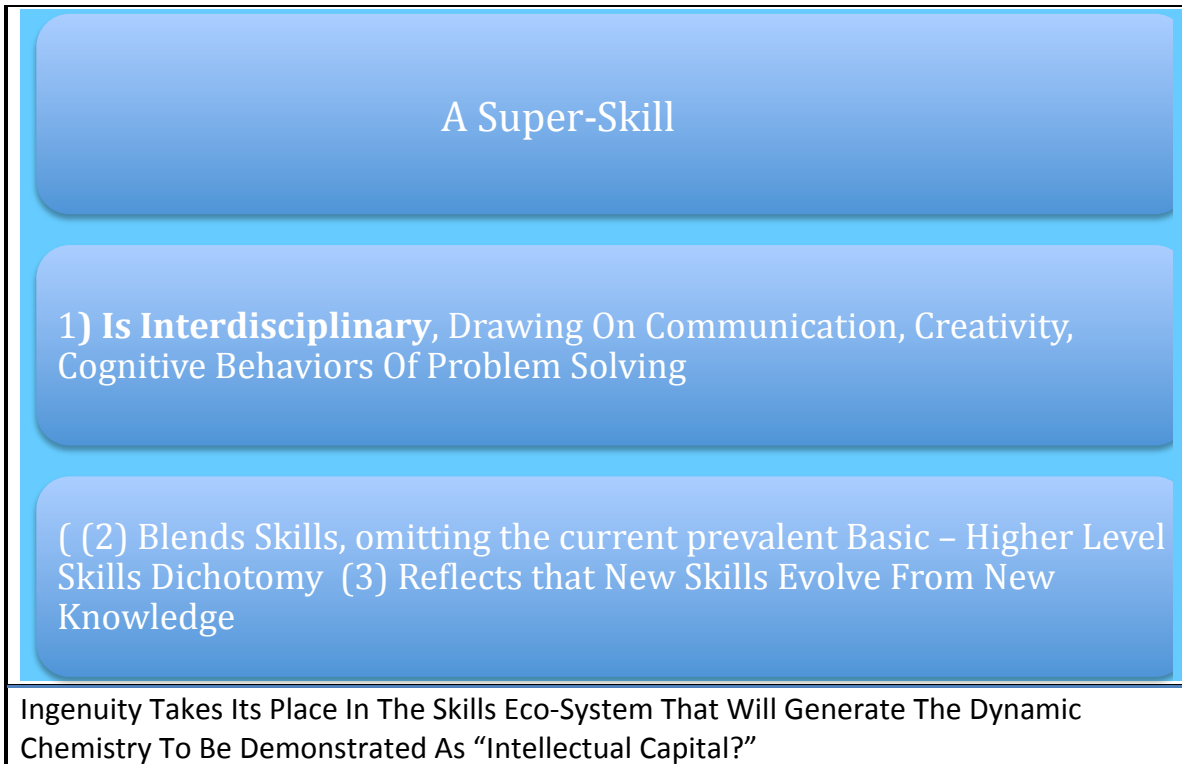 A Super-Skill
1) Is Interdisciplinary, Drawing On Communication, Creativity,
Cognitive Behaviors Of Problem Solving
( (2) Blends Skills, omitting the current prevalent Basic – Higher Level
Skills Dichotomy  (3) Reflects that New Skills Evolve From New
Knowledge
Ingenuity Takes Its Place In The Skills Eco-System That Will Generate The Dynamic
Chemistry To Be Demonstrated As “Intellectual Capital?”